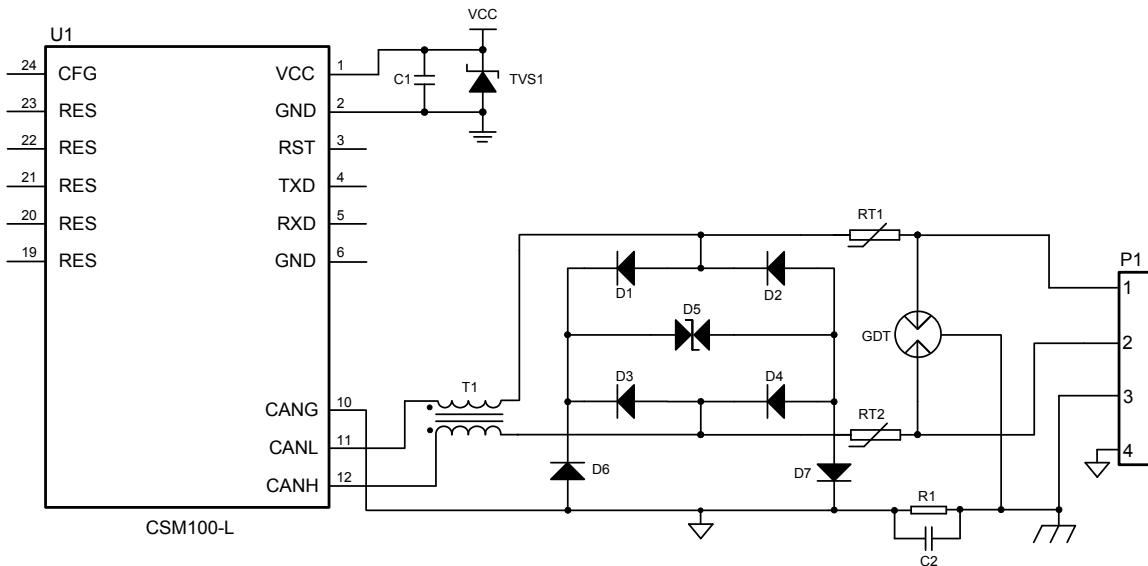 U1
VCC
24 CFG VCC 1
C1 TVS1
23 RES GND 2
22 RES RST 3
21 RES TXD 4
20 RES RXD 5
19 RES GND 6
RT1
P1
1
D1 D2
D5
GDT
2
T1
D3 D4
3
CANG 10
RT2
CANL 11
4
D6 D7
CANH 12
R1
CSM100-L
C2